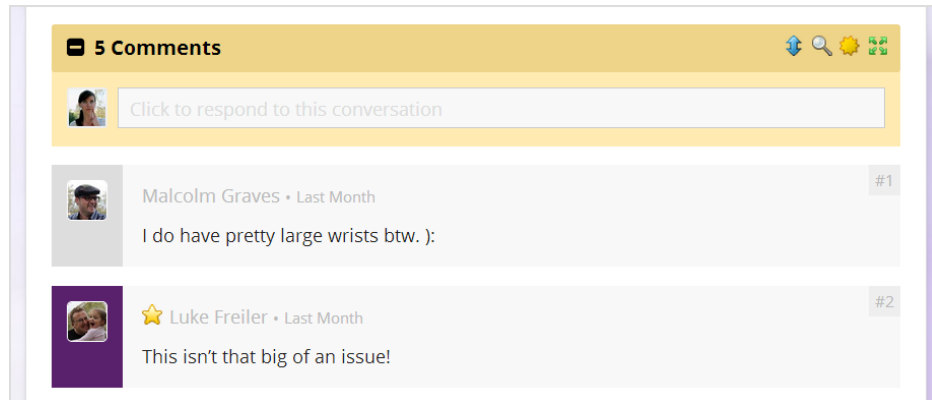 5 Comments
Click to respond to this conversation
#1
Malcolm Graves • Last Month
I do have pretty large wrists btw. ):
#2
Luke Freiler • Last Month
This isn’t that big of an issue!